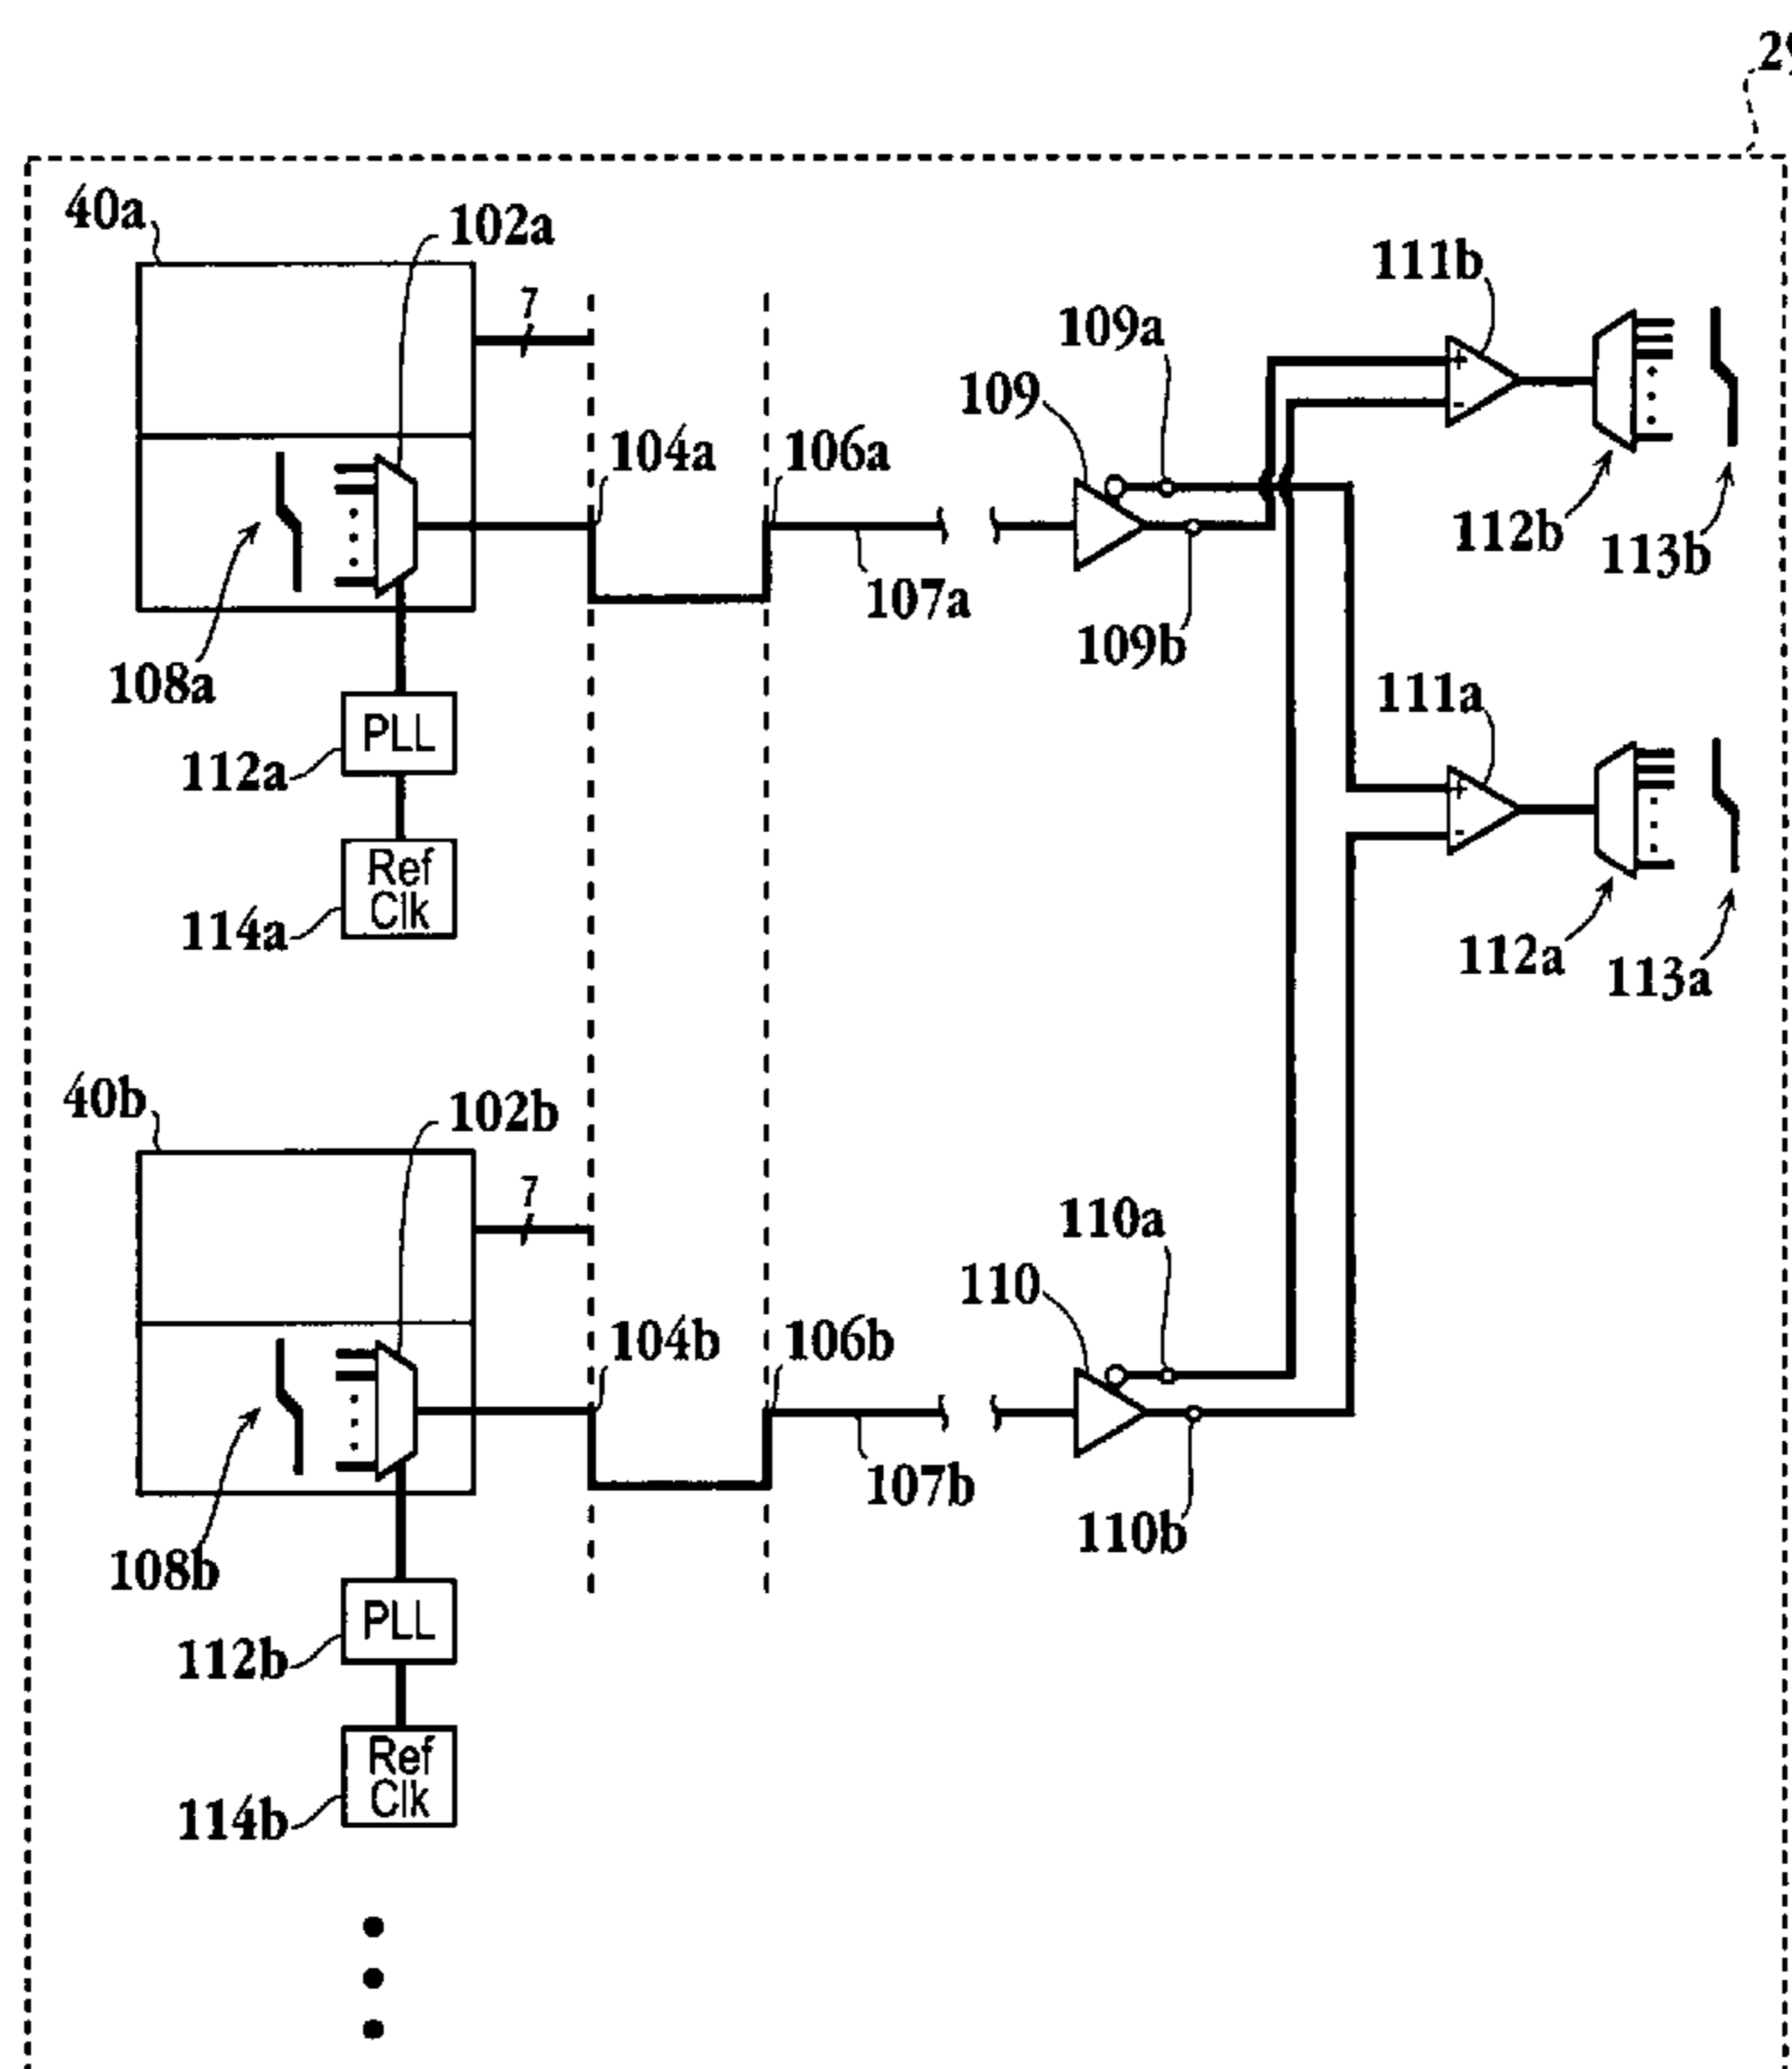 29
40a
102a
7
111b
109a
109
104a
106a
112b
113b
107a
109b
108a
111a
PLL
112a
Ref
Clk
114a
112a
113a
40b
102b
7
110a
110
104b
106b
107b
110b
108b
PLL
112b
Ref
Clk
114b